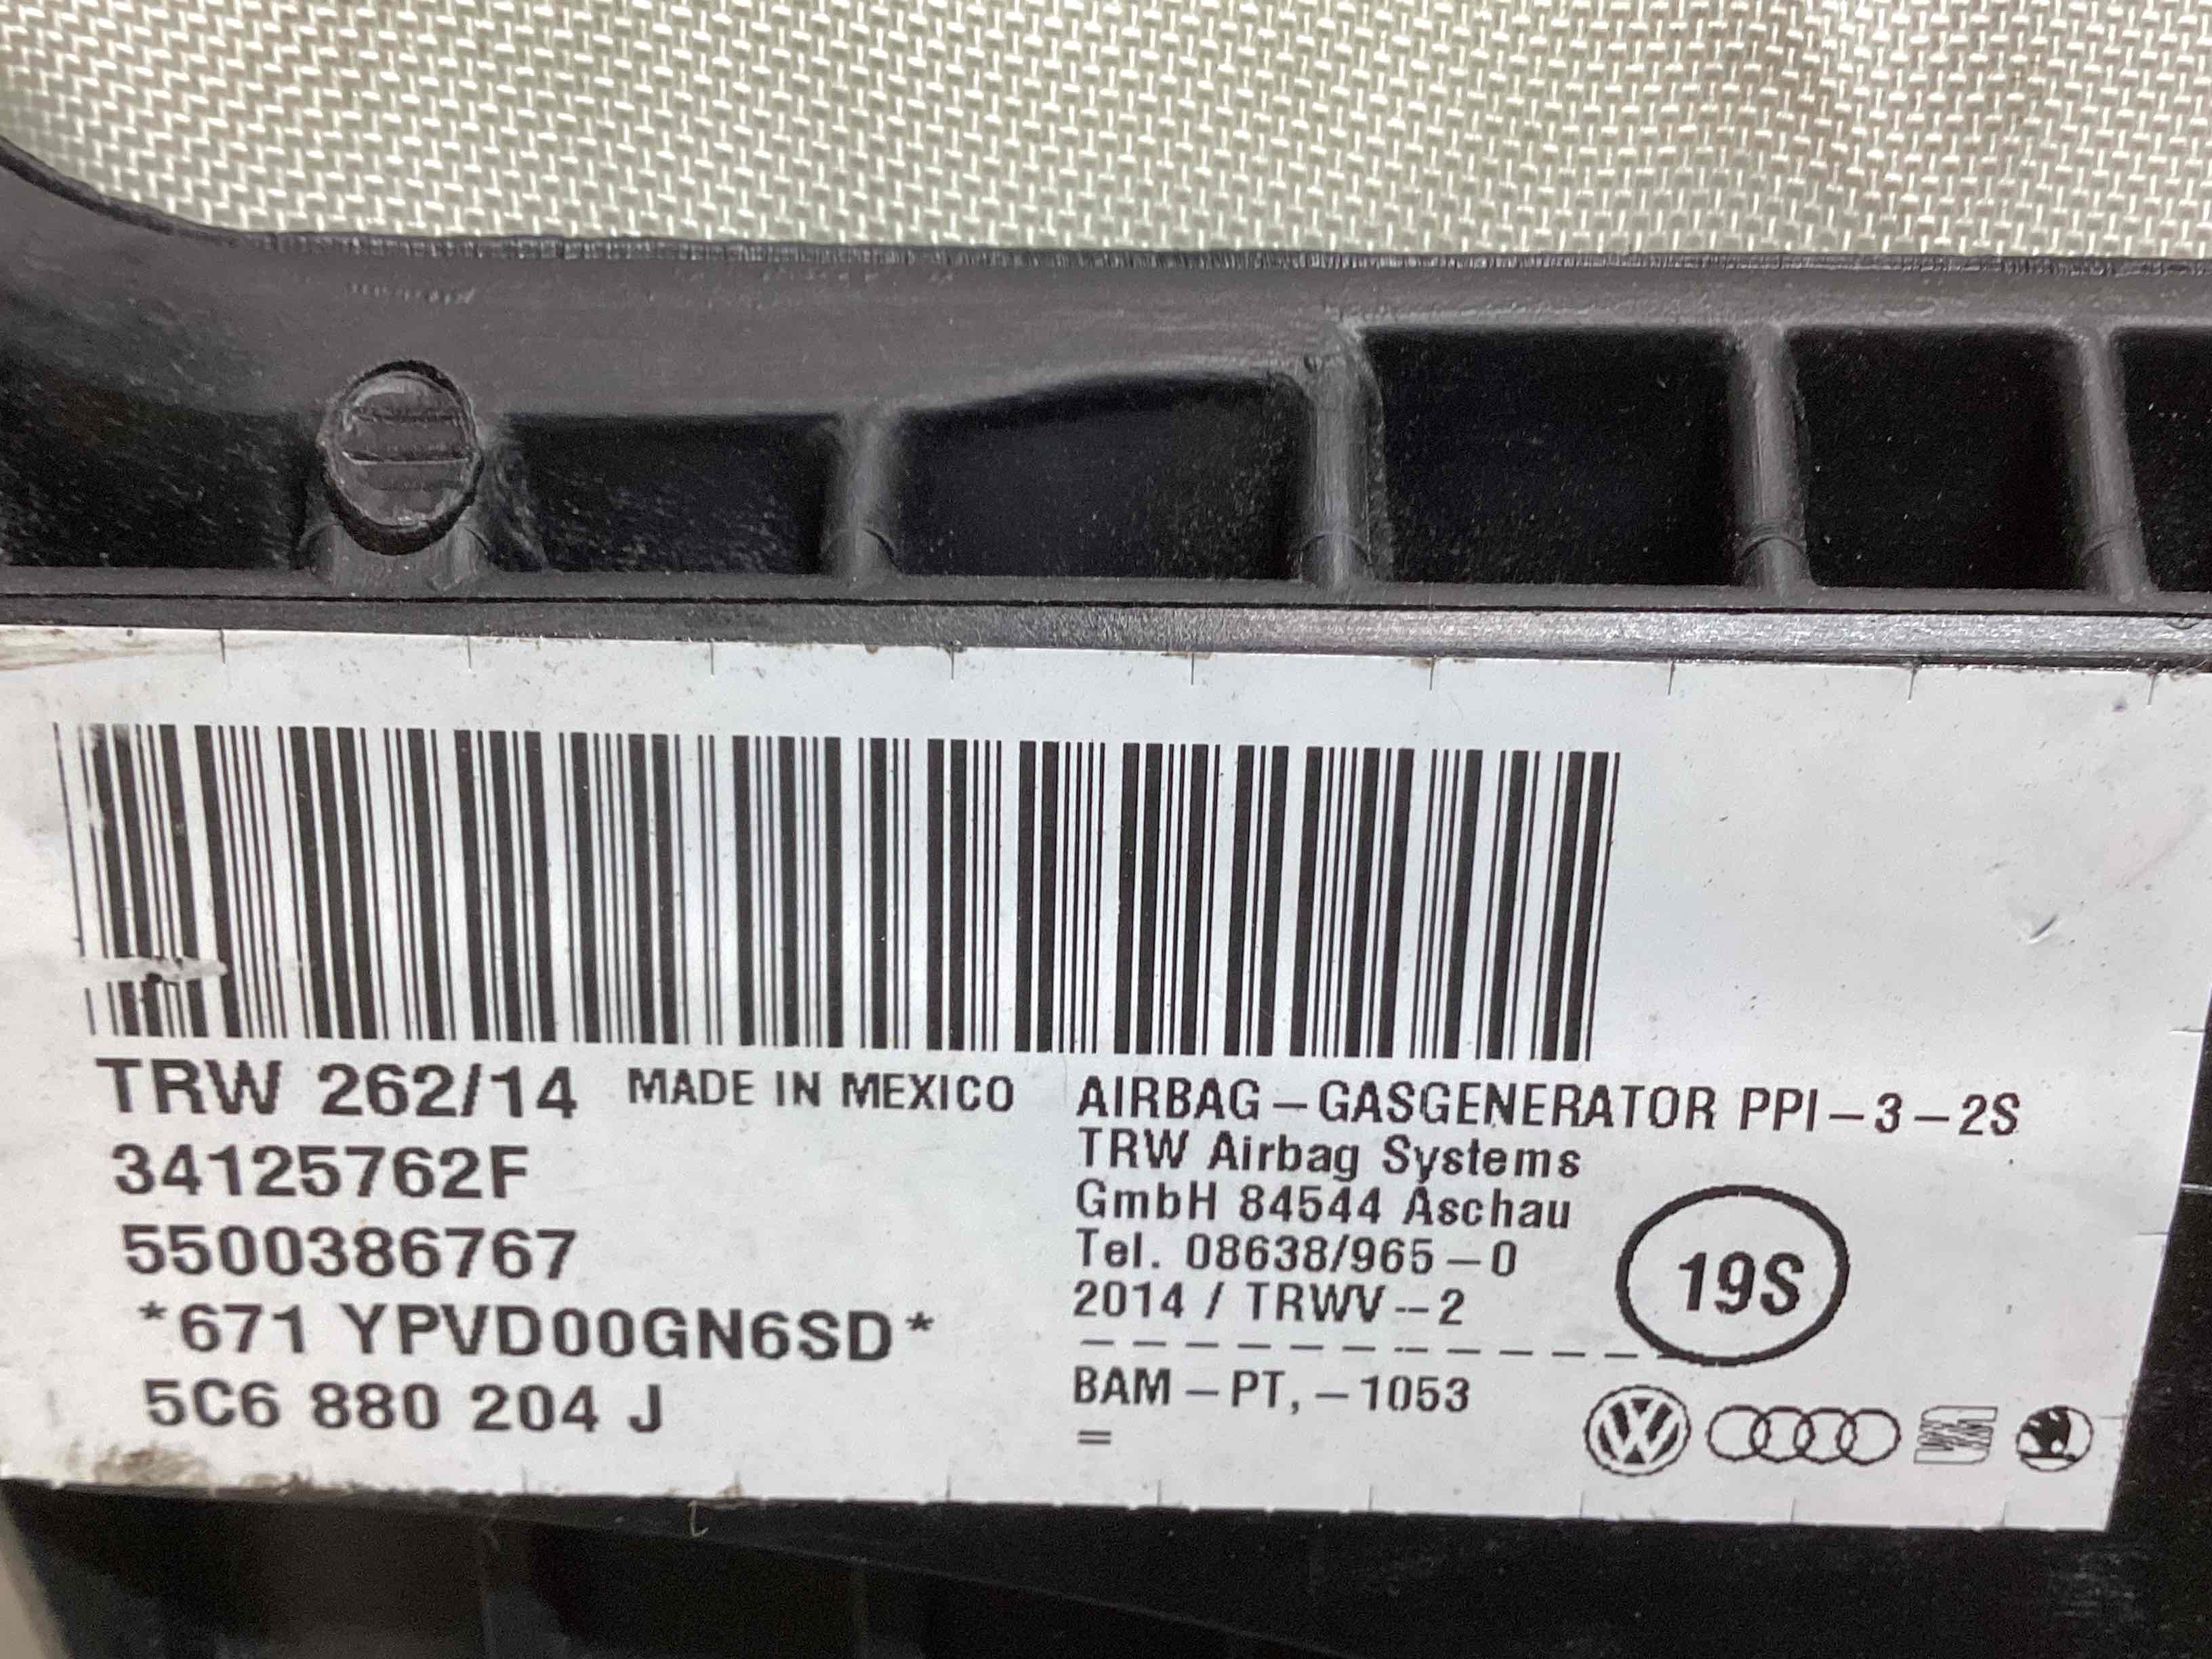 TRW 262/14 MADE IN MEXICO
34125762F
5500386767
*671 YPVD00GN6SD*
5C6 880 204 J
AIRBAG-GASGENERATOR PPI-3-2S
TRW Airbag Systems
GmbH 84544 Aschau
Tel. 08638/965-0
2014 / TRWV--2
19S
BAM-PT,-1053
=